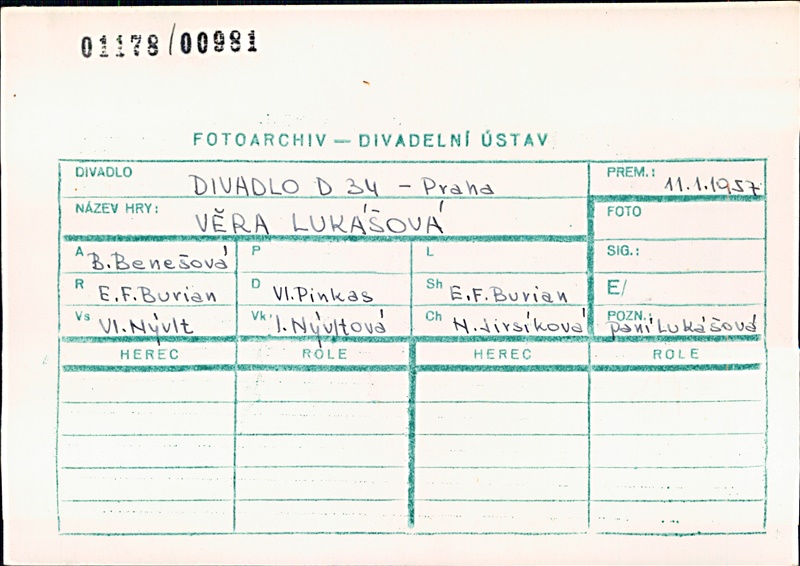 01178/00981
FOTOARCHIV — DIVADELNÍ ÚSTAV
DIVADLO DIVADLO D 34 - Praha PREM.: 11.1.1957
NÁZEV HRY: VĚRA LUKÁŠOVÁ FOTO
A B.Benešová P L SIG.:
R E.F.Burian D Vl.Pinkas Sh E.F.Burian E/
Vs Vl.Nývlt Vk J.Nývltová Ch N.Jirsíková POZN. paní Lukášová
HEREC ROLE HEREC ROLE